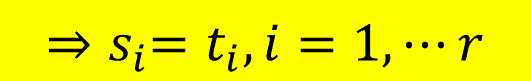 ⇒ sᵢ= tᵢ, i = 1, ⋯ r